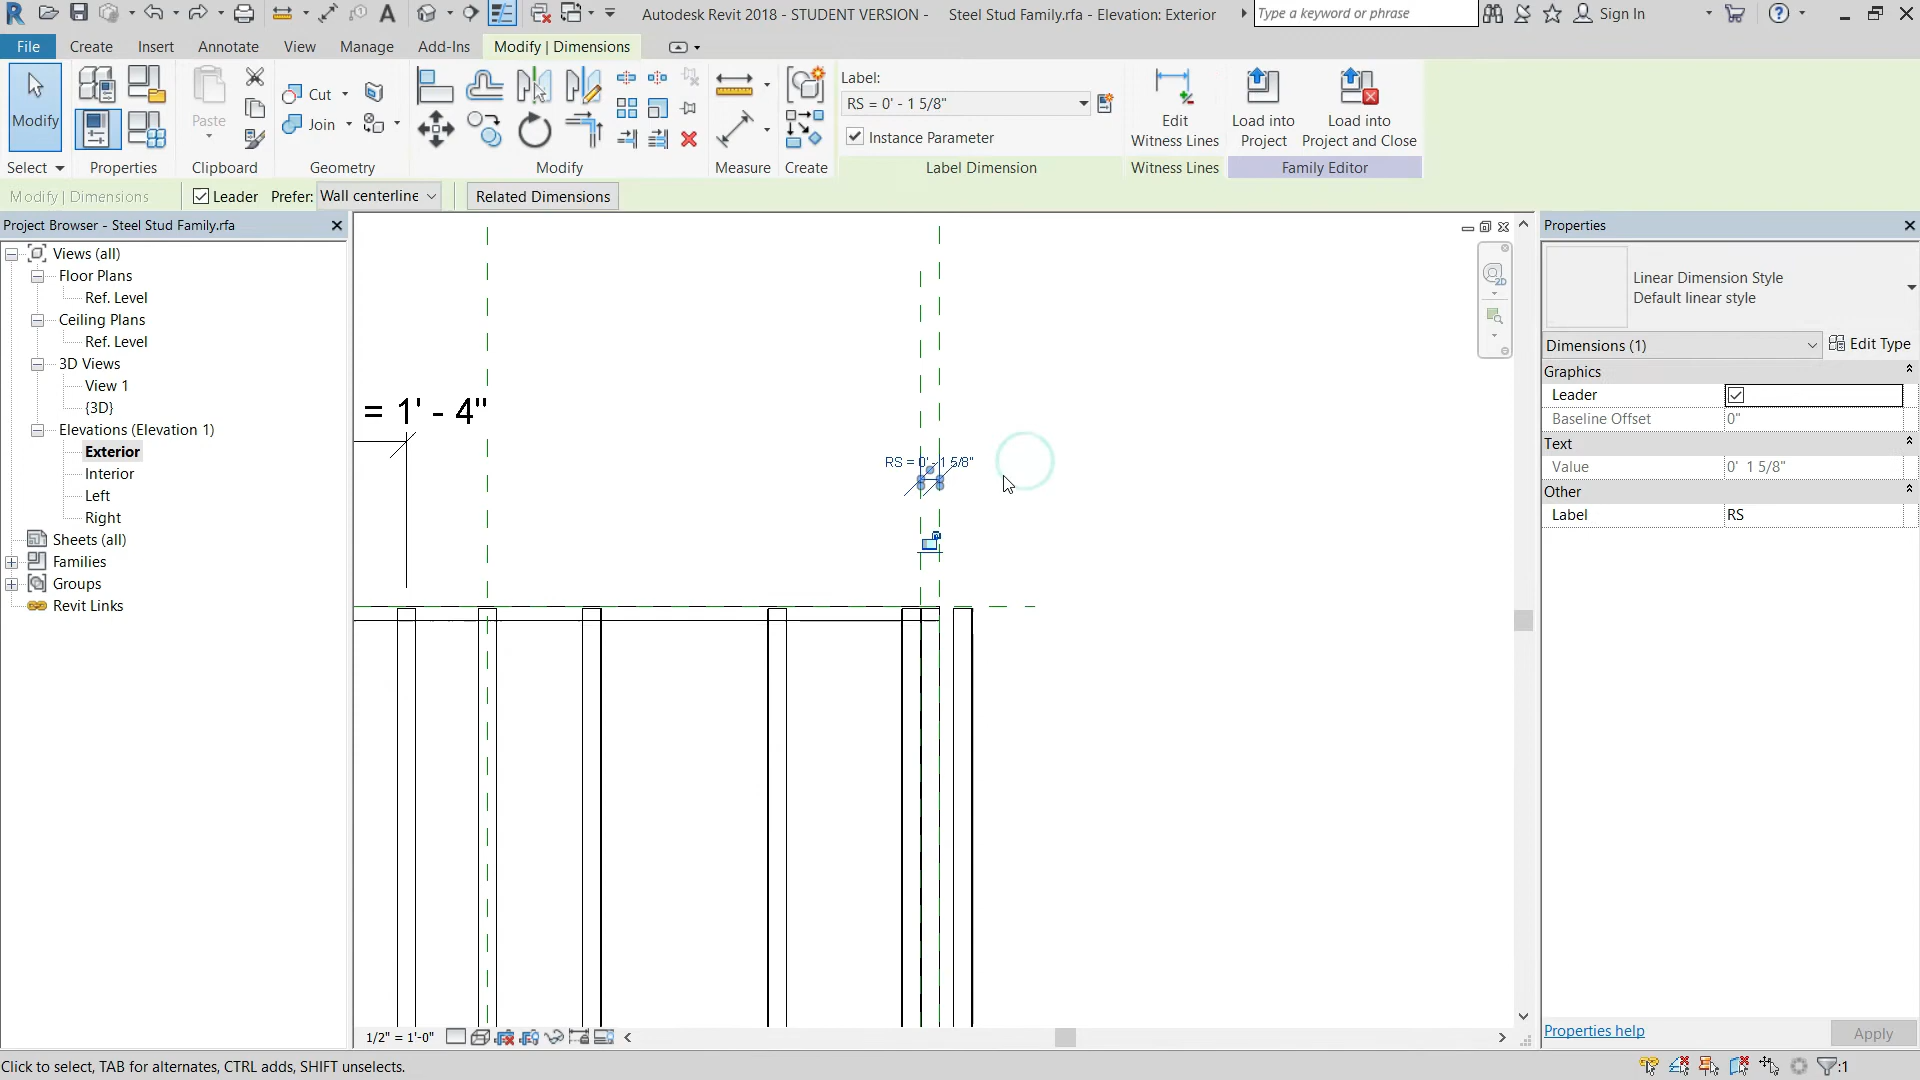 Autodesk Revit 2018 - STUDENT VERSION -    Steel Stud Family.rfa - Elevation: Exterior
Type a keyword or phrase
Sign In
File Create Insert Annotate View Manage Add-Ins Modify | Dimensions
Modify
Paste
Cut
Join
Label:
RS = 0' - 1 5/8"
Instance Parameter
Edit
Witness Lines
Load into
Project
Load into
Project and Close
Select Properties Clipboard Geometry Modify Measure Create Label Dimension Witness Lines Family Editor
Modify | Dimensions Leader Prefer: Wall centerline Related Dimensions
Project Browser - Steel Stud Family.rfa
Views (all)
Floor Plans
Ref. Level
Ceiling Plans
Ref. Level
3D Views
View 1
{3D}
Elevations (Elevation 1)
Exterior
Interior
Left
Right
Sheets (all)
Families
Groups
Revit Links
= 1' - 4"
RS = 0' - 1 5/8"
2D
Properties
Linear Dimension Style
Default linear style
Dimensions (1) Edit Type
Graphics
Leader
Baseline Offset 0"
Text
Value 0' 1 5/8"
Other
Label RS
Properties help Apply
1/2" = 1'-0"
Click to select, TAB for alternates, CTRL adds, SHIFT unselects.
:1